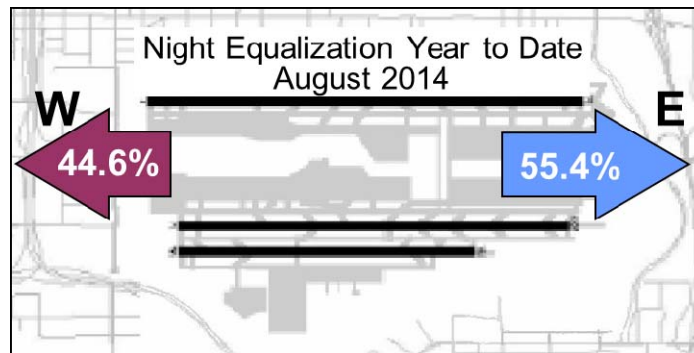 Night Equalization Year to Date
August 2014
W
E
44.6%
55.4%